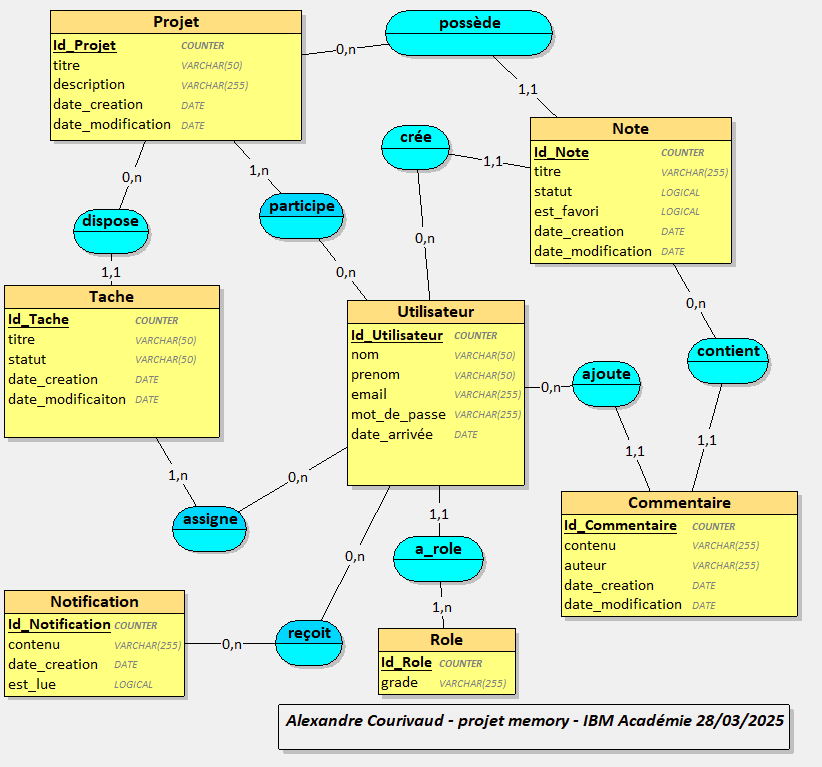 Projet
Id_Projet COUNTER
titre VARCHAR(50)
description VARCHAR(255)
date_creation DATE
date_modification DATE
possède
0,n
1,1
crée
1,1
0,n
Note
Id_Note COUNTER
titre VARCHAR(255)
statut LOGICAL
est_favori LOGICAL
date_creation DATE
date_modification DATE
0,n
dispose
1,1
1,n
participe
0,n
Tache
Id_Tache COUNTER
titre VARCHAR(50)
statut VARCHAR(50)
date_creation DATE
date_modificaiton DATE
Utilisateur
Id_Utilisateur COUNTER
nom VARCHAR(50)
prenom VARCHAR(50)
email VARCHAR(255)
mot_de_passe VARCHAR(255)
date_arrivée DATE
0,n
contient
1,1
0,n
ajoute
1,1
1,n
assigne
0,n
Commentaire
Id_Commentaire COUNTER
contenu VARCHAR(255)
auteur VARCHAR(255)
date_creation DATE
date_modification DATE
1,1
a_role
1,n
0,n
reçoit
0,n
Notification
Id_Notification COUNTER
contenu VARCHAR(255)
date_creation DATE
est_lue LOGICAL
Role
Id_Role COUNTER
grade VARCHAR(255)
Alexandre Courivaud - projet memory - IBM Académie 28/03/2025